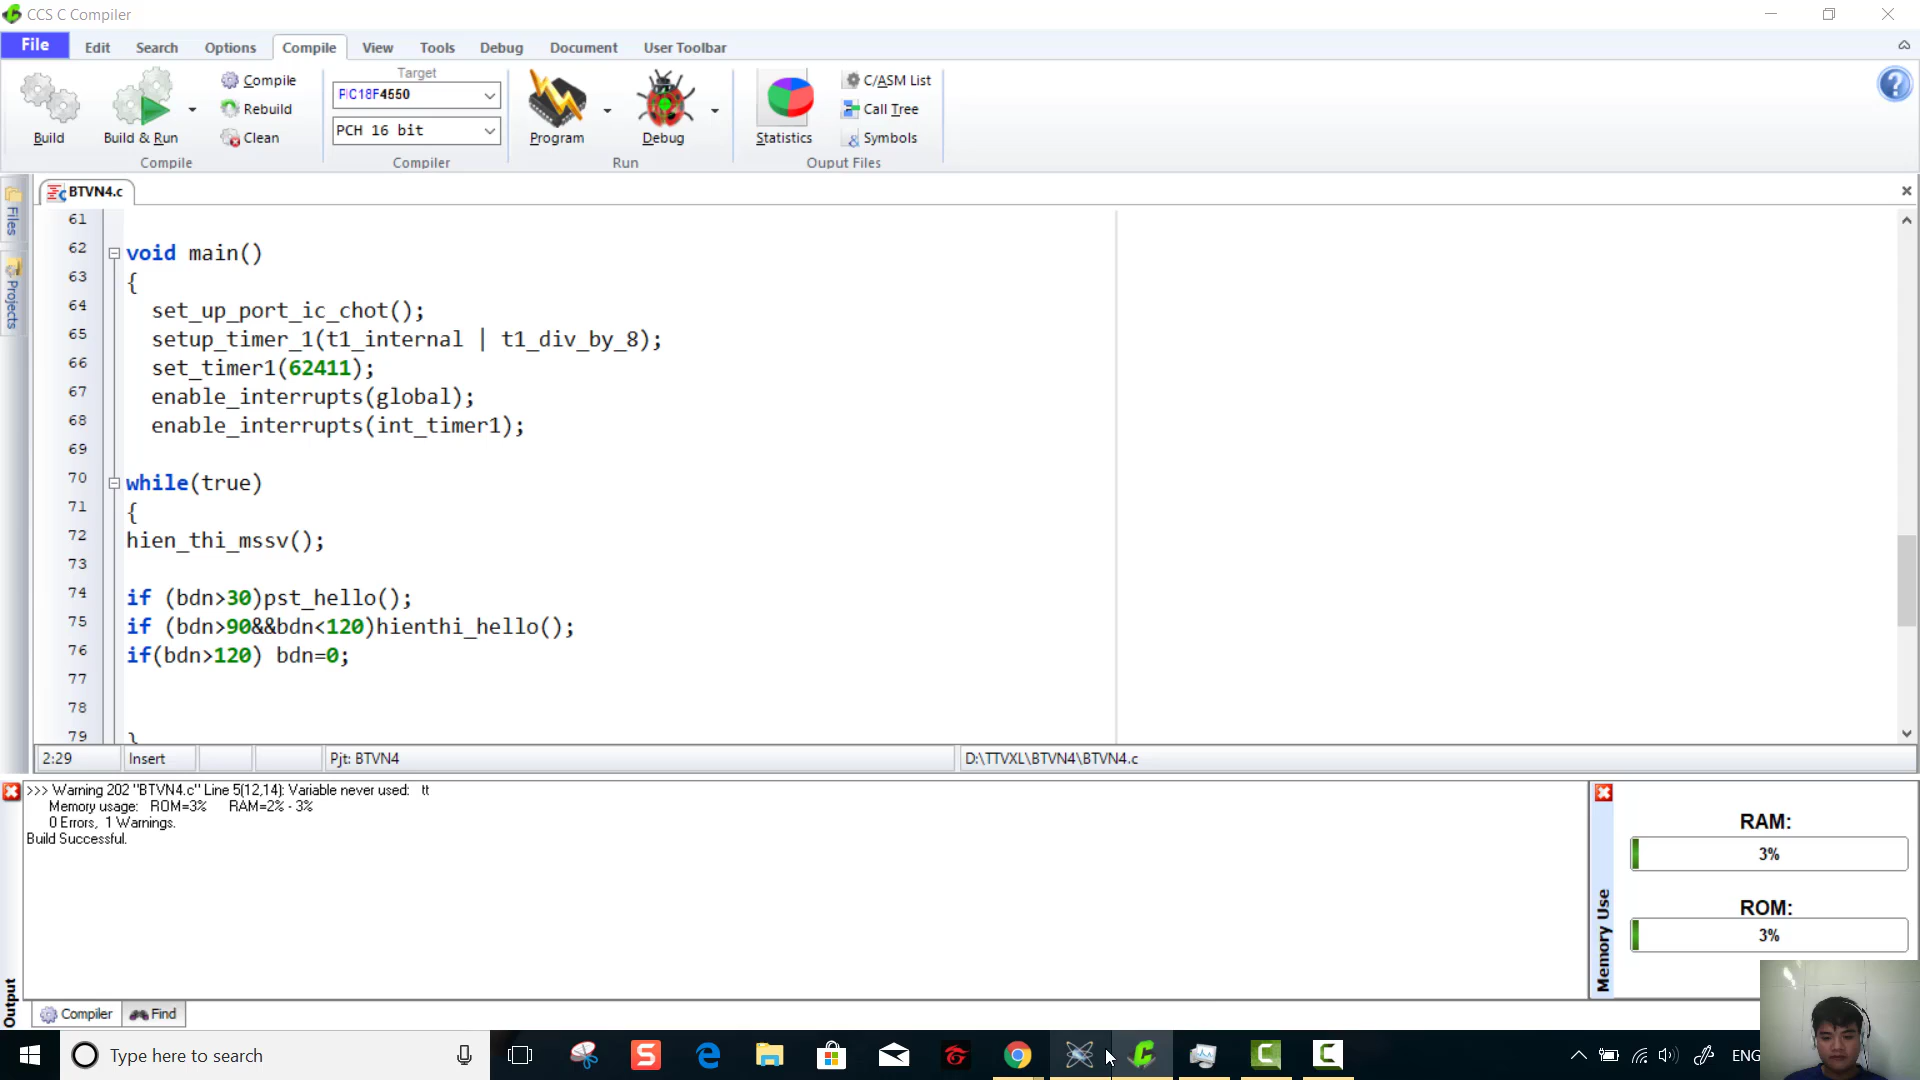 CCS C Compiler
File Edit Search Options Compile View Tools Debug Document User Toolbar
Build
Build & Run
Compile
Rebuild
Clean
Compile
Target
PIC18F4550
PCH 16 bit
Compiler
Program
Debug
Run
Statistics
C/ASM List
Call Tree
Symbols
Ouput Files
Files
Projects
BTVN4.c
61
62 void main()
63 {
64 set_up_port_ic_chot();
65 setup_timer_1(t1_internal | t1_div_by_8);
66 set_timer1(62411);
67 enable_interrupts(global);
68 enable_interrupts(int_timer1);
69
70 while(true)
71 {
72 hien_thi_mssv();
73
74 if (bdn>30)pst_hello();
75 if (bdn>90&&bdn<120)hienthi_hello();
76 if(bdn>120) bdn=0;
77
78
79 }
2:29 Insert Pjt: BTVN4 D:\TTVXL\BTVN4\BTVN4.c
>>> Warning 202 "BTVN4.c" Line 5(12,14): Variable never used: tt
Memory usage: ROM=3% RAM=2% - 3%
0 Errors, 1 Warnings.
Build Successful.
Output
Compiler Find
Memory Use
RAM:
3%
ROM:
3%
Type here to search
ENG